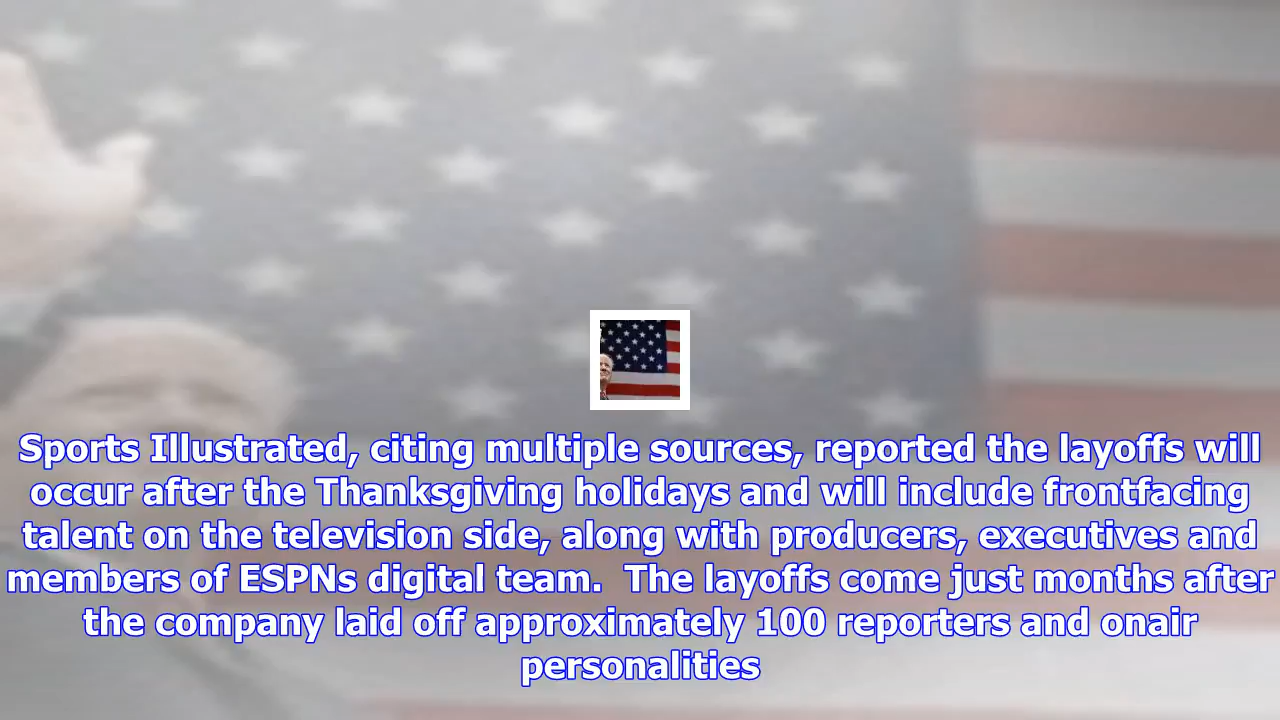 Sports Illustrated, citing multiple sources, reported the layoffs will
occur after the Thanksgiving holidays and will include frontfacing
talent on the television side, along with producers, executives and
members of ESPNs digital team.  The layoffs come just months after
the company laid off approximately 100 reporters and onair
personalities